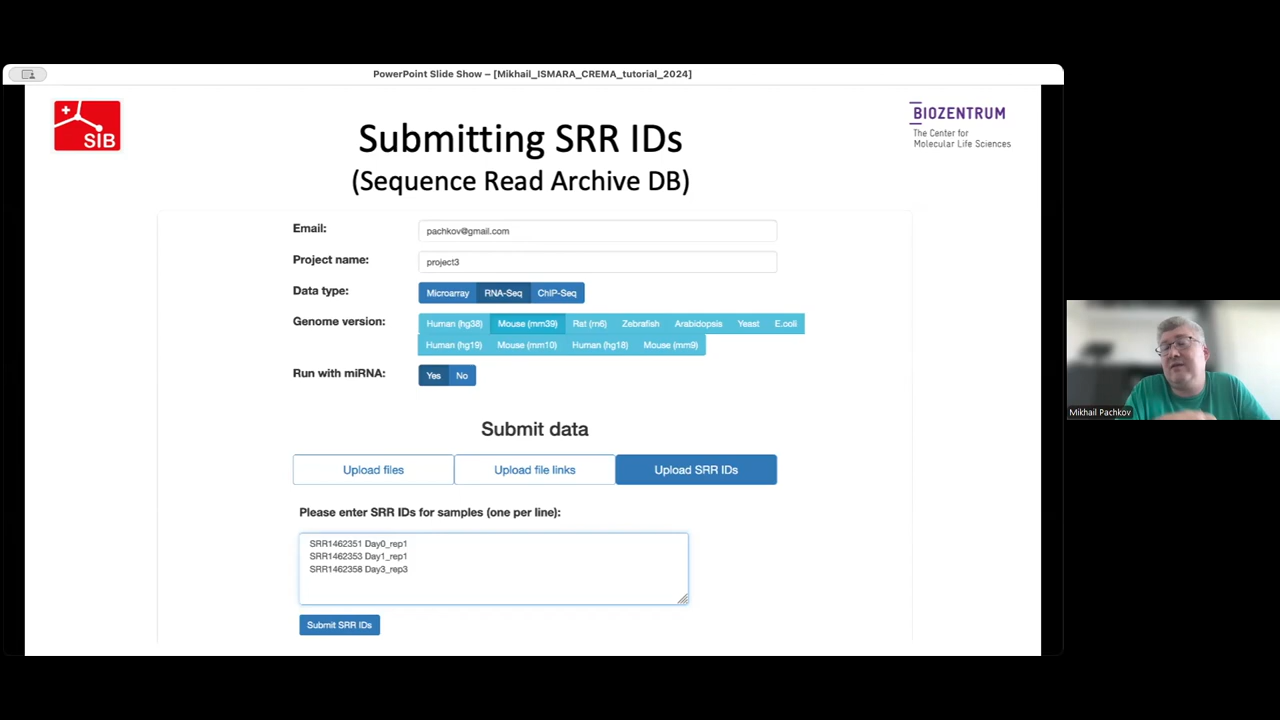 PowerPoint Slide Show – [Mikhail_ISMARA_CREMA_tutorial_2024]
SIB
BIOZENTRUM
The Center for
Molecular Life Sciences
Submitting SRR IDs
(Sequence Read Archive DB)
Email:
pachkov@gmail.com
Project name:
project3
Data type:
Microarray RNA-Seq ChIP-Seq
Genome version:
Human (hg38) Mouse (mm39) Rat (rn6) Zebrafish Arabidopsis Yeast E.coli
Human (hg19) Mouse (mm10) Human (hg18) Mouse (mm9)
Run with miRNA:
Yes No
Submit data
Upload files Upload file links Upload SRR IDs
Please enter SRR IDs for samples (one per line):
SRR1462351 Day0_rep1
SRR1462353 Day1_rep1
SRR1462358 Day3_rep3
Submit SRR IDs
Mikhail Pachkov